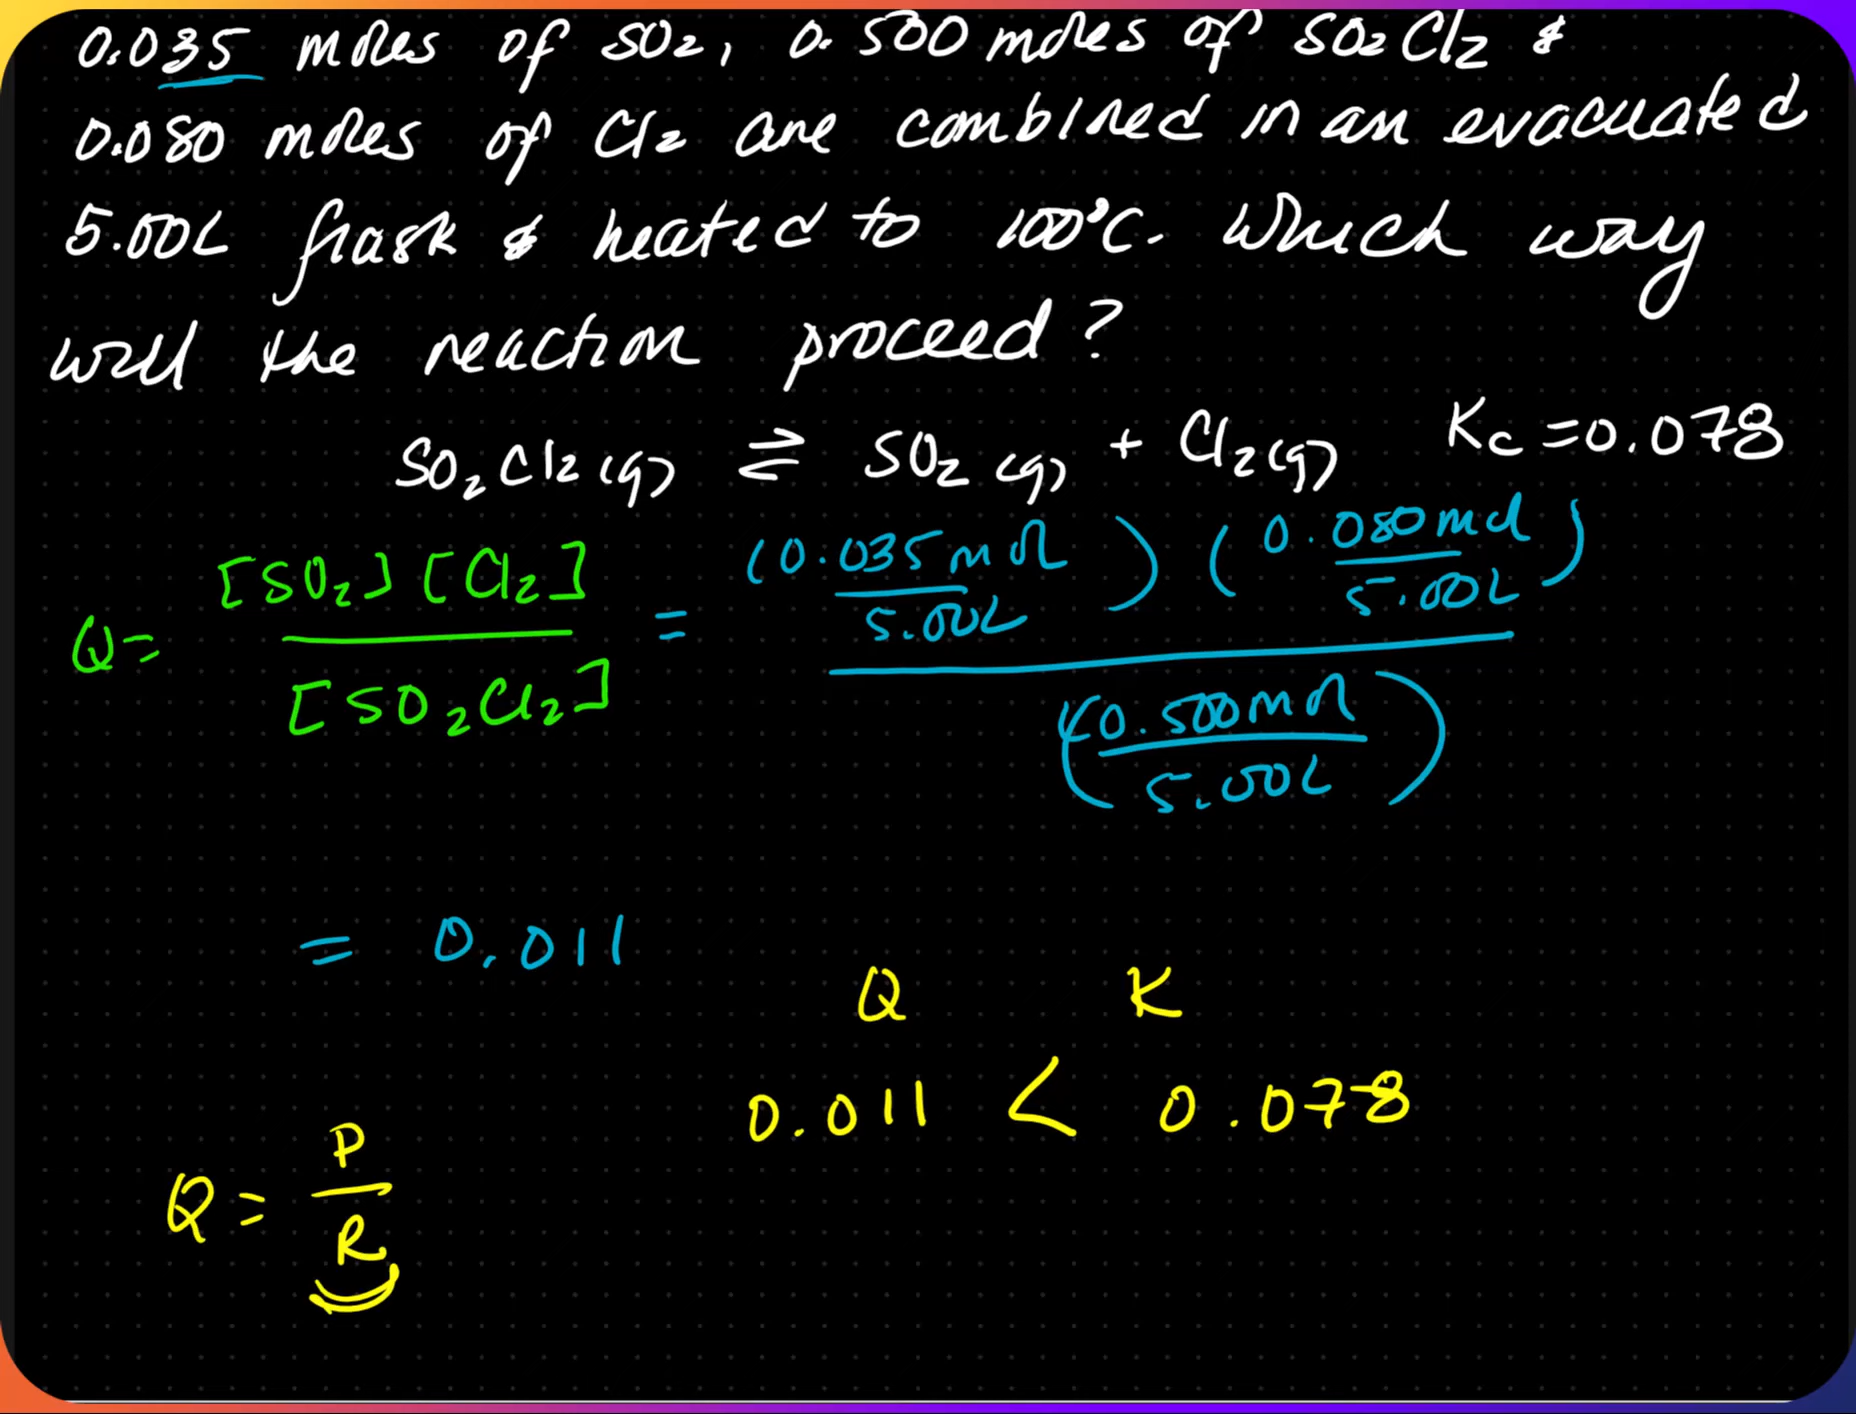 0.035 moles of SO₂, 0.500 moles of SO₂Cl₂ &
0.080 moles of Cl₂ are combined in an evacuated
5.00L flask & heated to 100°C. Which way
will the reaction proceed?
SO₂Cl₂(g) ⇌ SO₂(g) + Cl₂(g) Kc = 0.078
Q = [SO₂][Cl₂] / [SO₂Cl₂] = (0.035 mol / 5.00L) (0.080 mol / 5.00L) / (0.500 mol / 5.00L)
= 0.011
Q K
0.011 < 0.078
Q = P / R